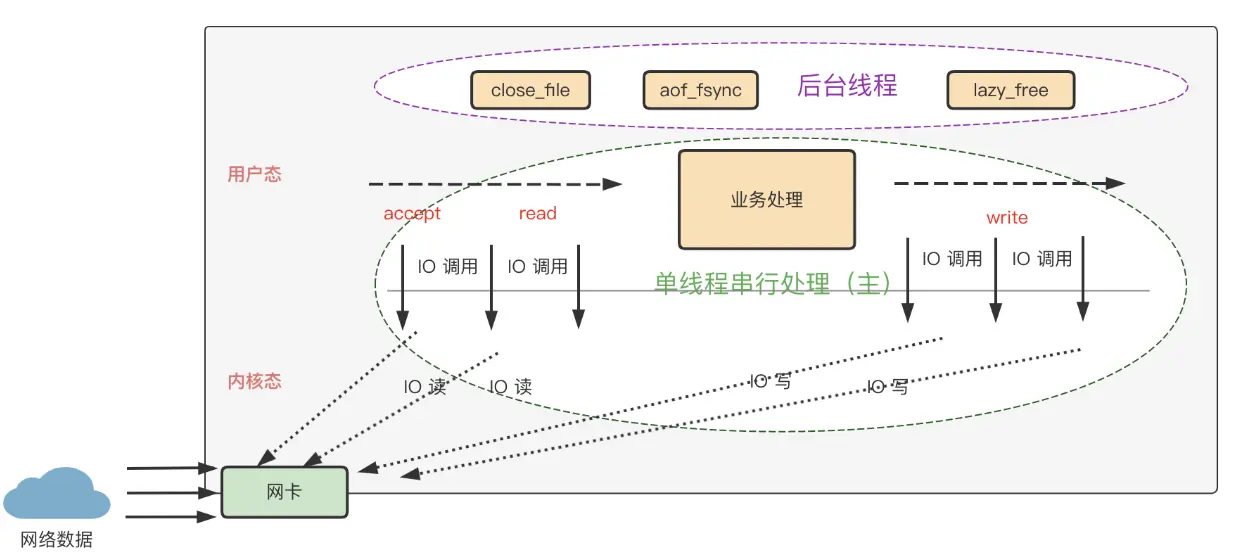 close_file
aof_fsync
后台线程
lazy_free
用户态
业务处理
accept
read
write
IO 调用
IO 调用
IO 调用
IO 调用
单线程串行处理（主）
内核态
IO 读
IO 读
IO 写
IO 写
网卡
网络数据